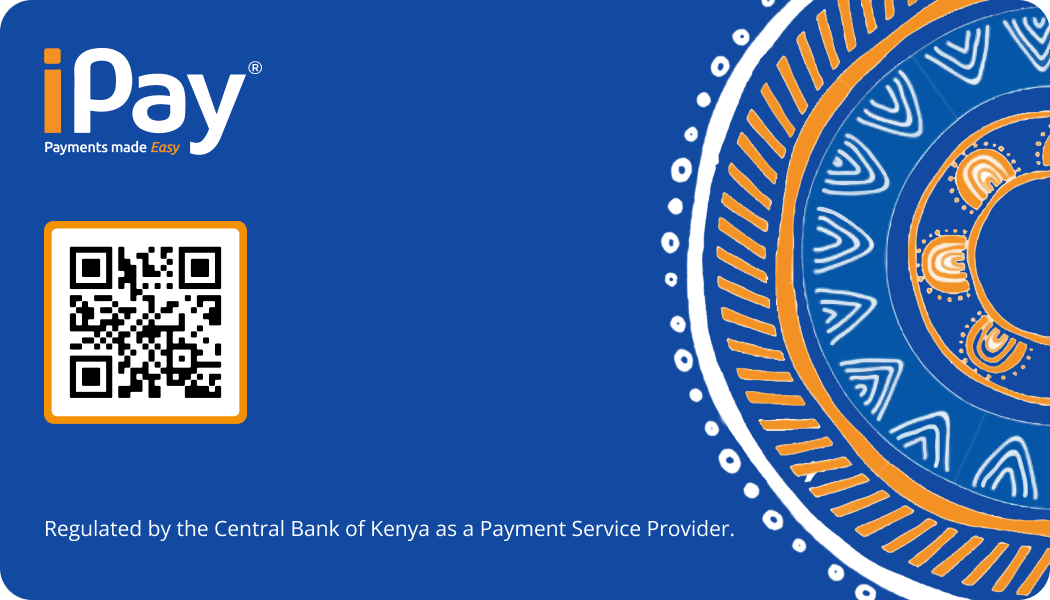 iPay®
Payments made Easy
Regulated by the Central Bank of Kenya as a Payment Service Provider.